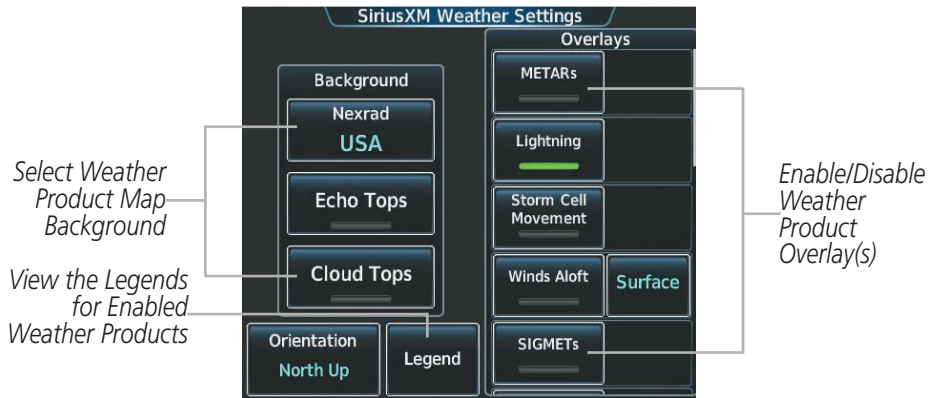 SiriusXM Weather Settings
Background
Nexrad
USA
Echo Tops
Cloud Tops
Orientation
North Up
Legend
Overlays
METARs
Lightning
Storm Cell
Movement
Winds Aloft
Surface
SIGMETs
Select Weather
Product Map
Background
View the Legends
for Enabled
Weather Products
Enable/Disable
Weather
Product
Overlay(s)